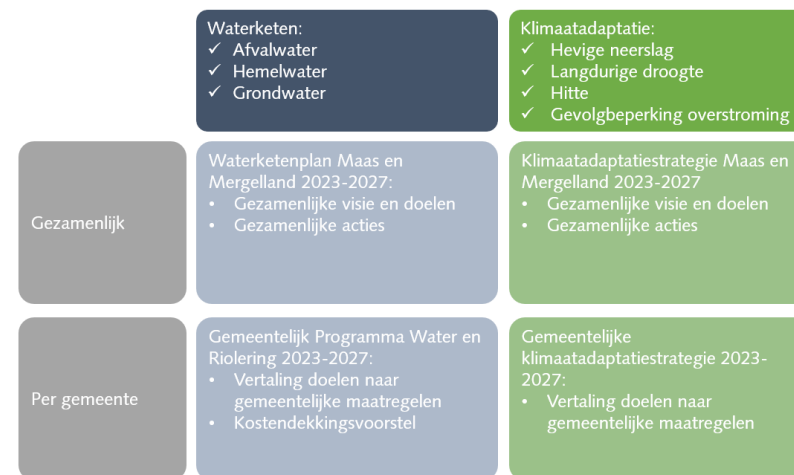 Waterketen:
✓ Afvalwater
✓ Hemelwater
✓ Grondwater
Klimaatadaptatie:
✓ Hevige neerslag
✓ Langdurige droogte
✓ Hitte
✓ Gevolgbeperking overstroming
Gezamenlijk
Waterketenplan Maas en
Mergelland 2023-2027:
• Gezamenlijke visie en doelen
• Gezamenlijke acties
Klimaatadaptatiestrategie Maas en
Mergelland 2023-2027
• Gezamenlijke visie en doelen
• Gezamenlijke acties
Per gemeente
Gemeentelijk Programma Water en
Riolering 2023-2027:
• Vertaling doelen naar
gemeentelijke maatregelen
• Kostendekkingsvoorstel
Gemeentelijke
klimaatadaptatiestrategie 2023-
2027:
• Vertaling doelen naar
gemeentelijke maatregelen